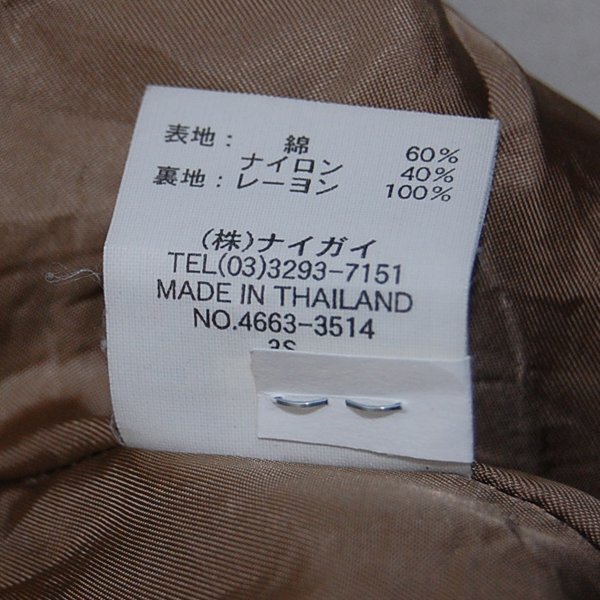 表地： 綿 60%
ナイロン 40%
裏地：レーヨン 100%
（株）ナイガイ
TEL(03)3293-7151
MADE IN THAILAND
NO.4663-3514
3S